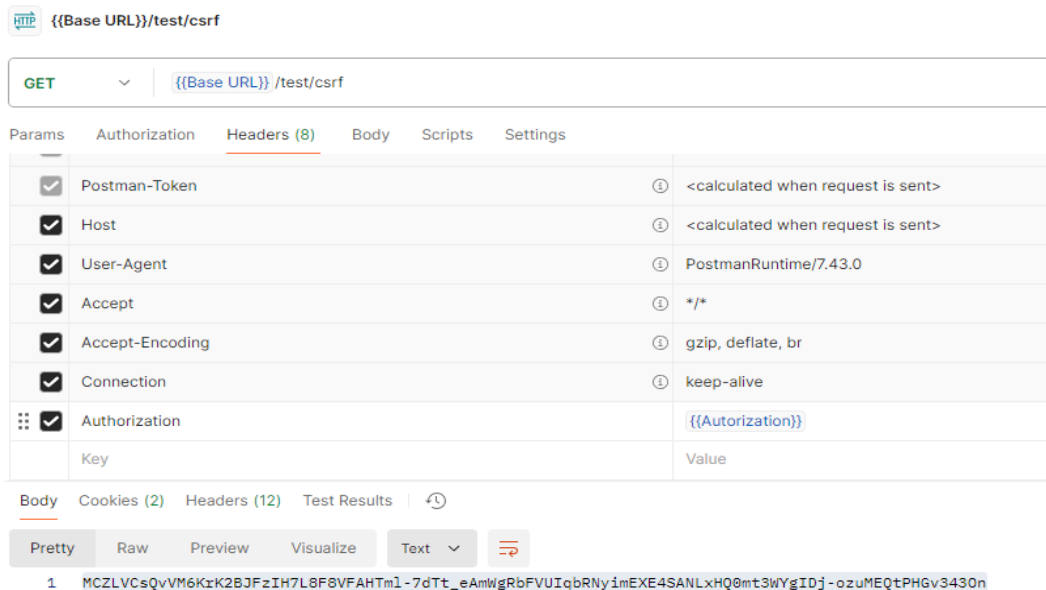 HTTP {{Base URL}}/test/csrf
GET {{Base URL}} /test/csrf
Params Authorization Headers (8) Body Scripts Settings
Postman-Token <calculated when request is sent>
Host <calculated when request is sent>
User-Agent PostmanRuntime/7.43.0
Accept */*
Accept-Encoding gzip, deflate, br
Connection keep-alive
Authorization {{Autorization}}
Key Value
Body Cookies (2) Headers (12) Test Results
Pretty Raw Preview Visualize Text
1 MCZLVCsQvVM6KrK2BJFzIH7L8F8VFAHTml-7dTt_eAmWgRbFVUIqbRNyimEXE4SANLxHQ0mt3WYgIDj-ozuMEQtPHGv343On